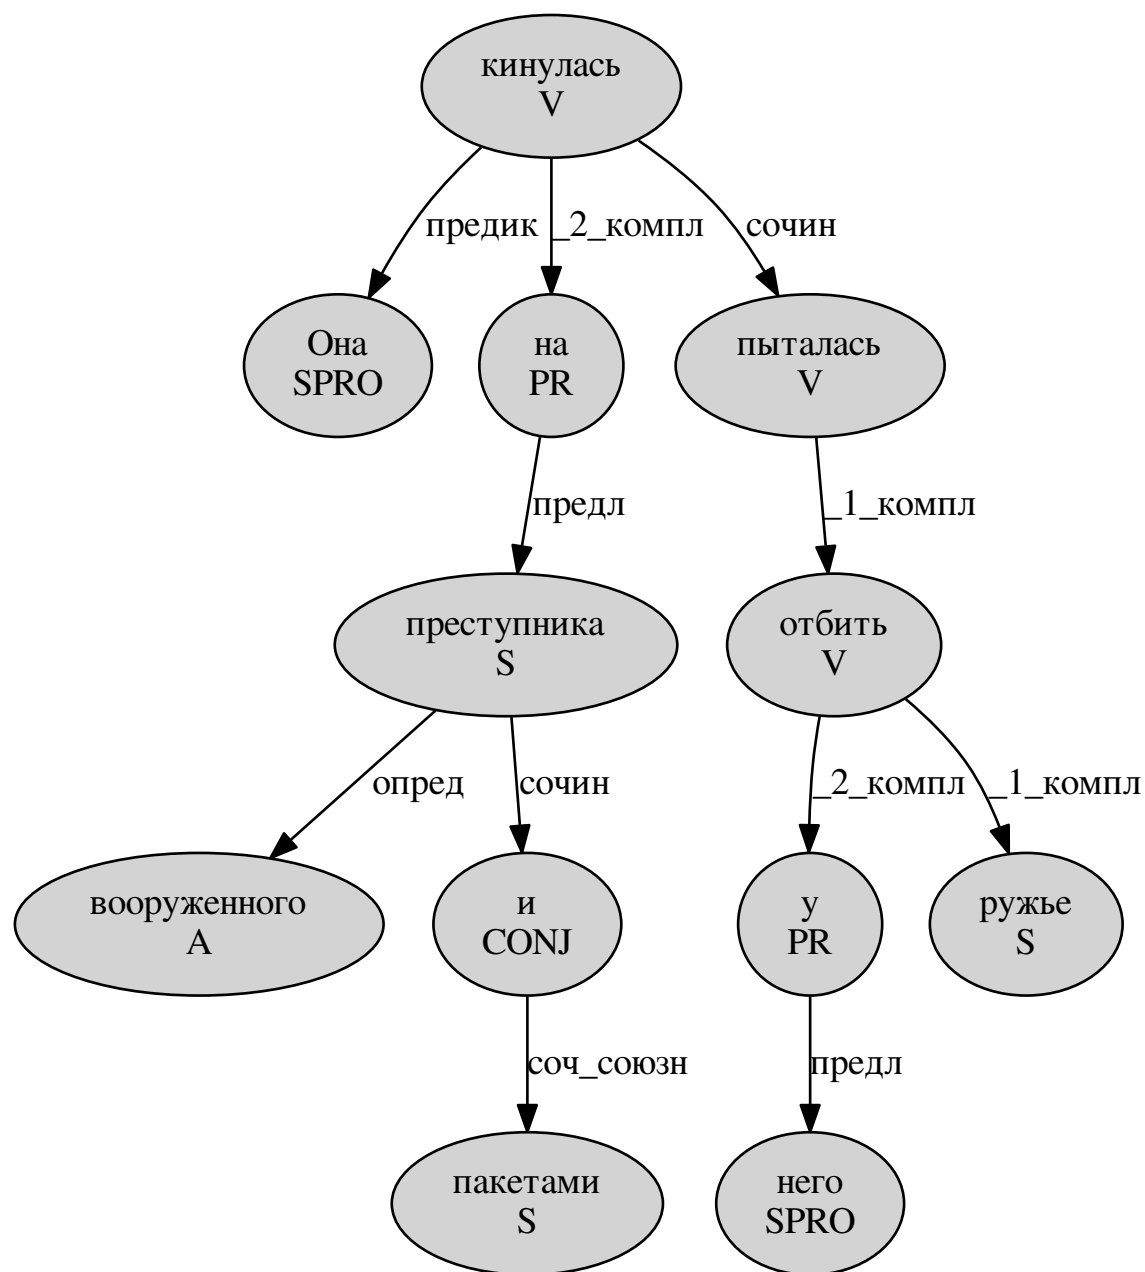 кинулась
V
предик
_2_компл
сочин
Она
SPRO
на
PR
пыталась
V
предл
_1_компл
преступника
S
отбить
V
опред
сочин
_2_компл
_1_компл
вооруженного
A
и
CONJ
у
PR
ружье
S
соч_союзн
предл
пакетами
S
него
SPRO